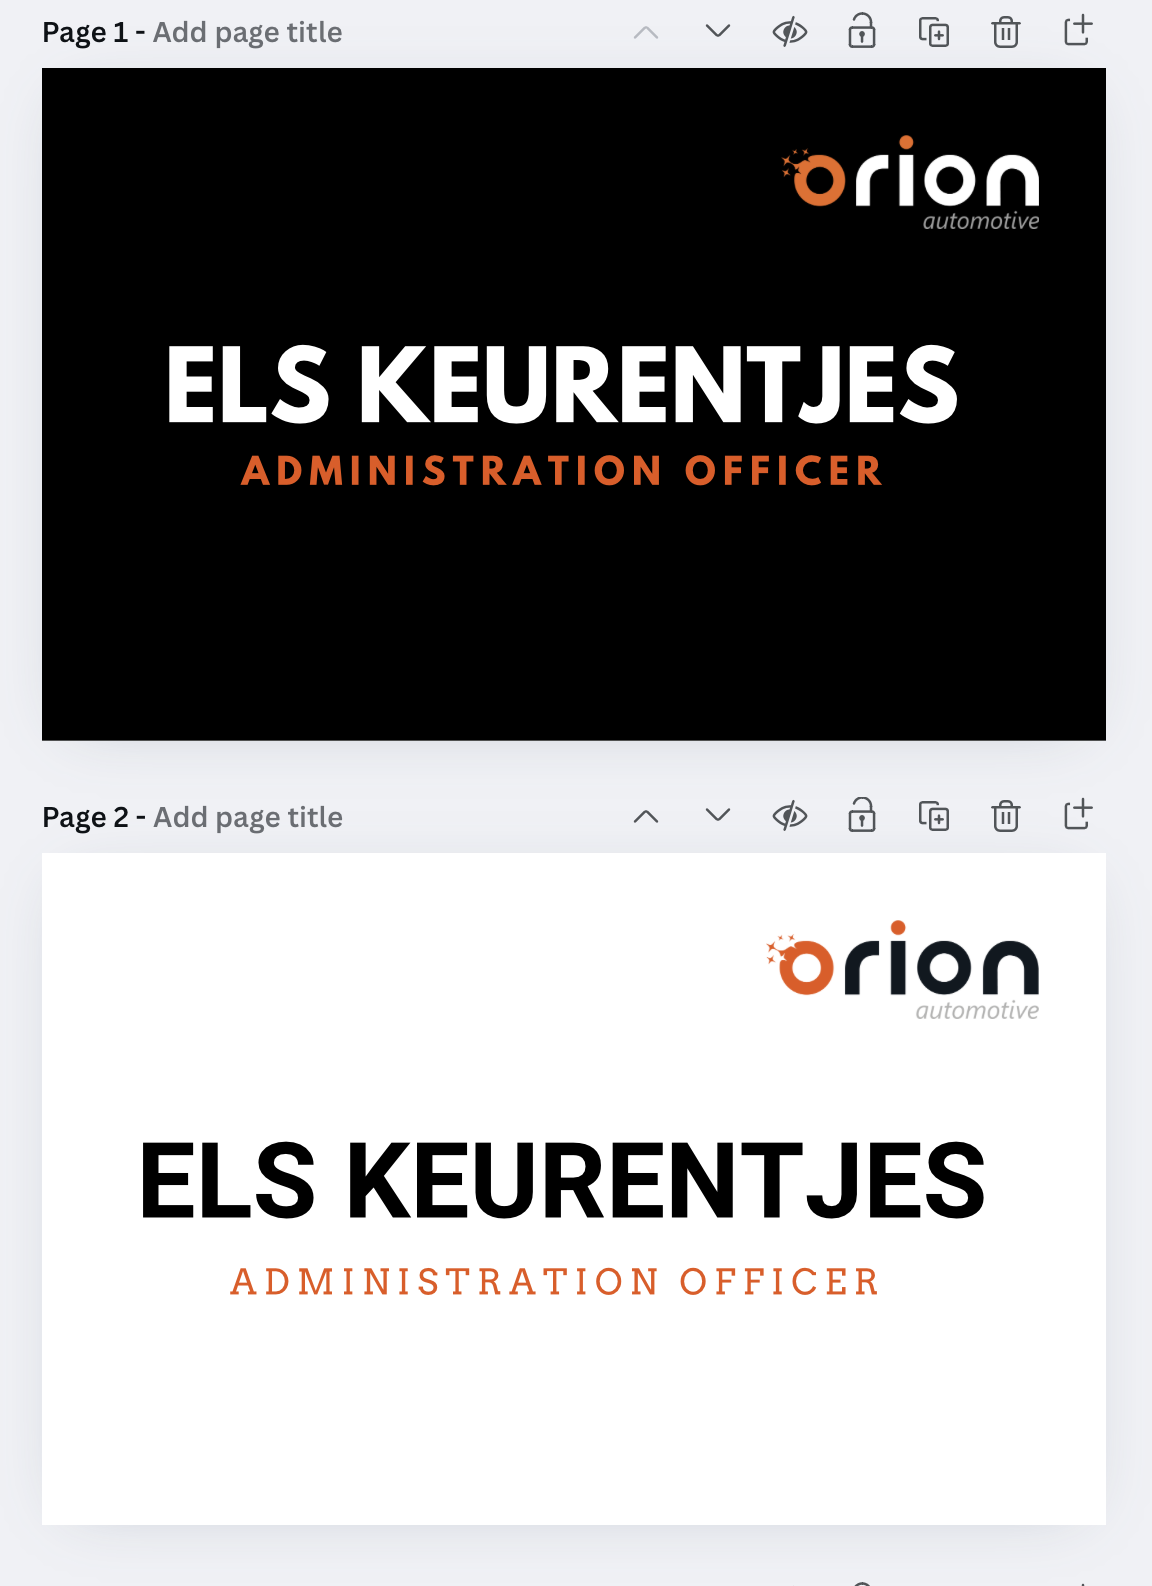 Page 1 - Add page title
orion
automotive
ELS KEURENTJES
ADMINISTRATION OFFICER
Page 2 - Add page title
orion
automotive
ELS KEURENTJES
ADMINISTRATION OFFICER